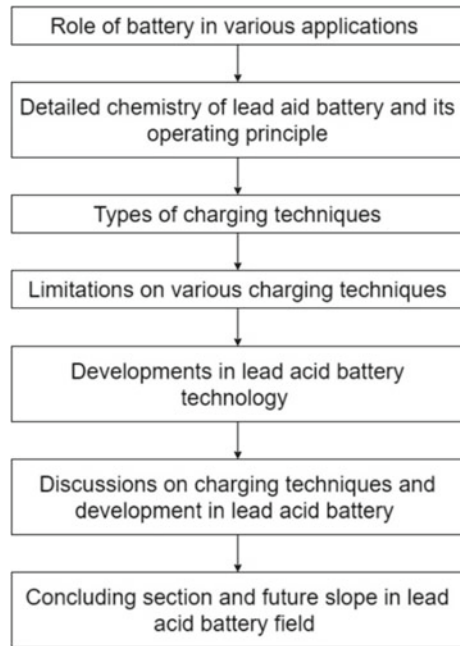 Role of battery in various applications
Detailed chemistry of lead aid battery and its
operating principle
Types of charging techniques
Limitations on various charging techniques
Developments in lead acid battery
technology
Discussions on charging techniques and
development in lead acid battery
Concluding section and future slope in lead
acid battery field